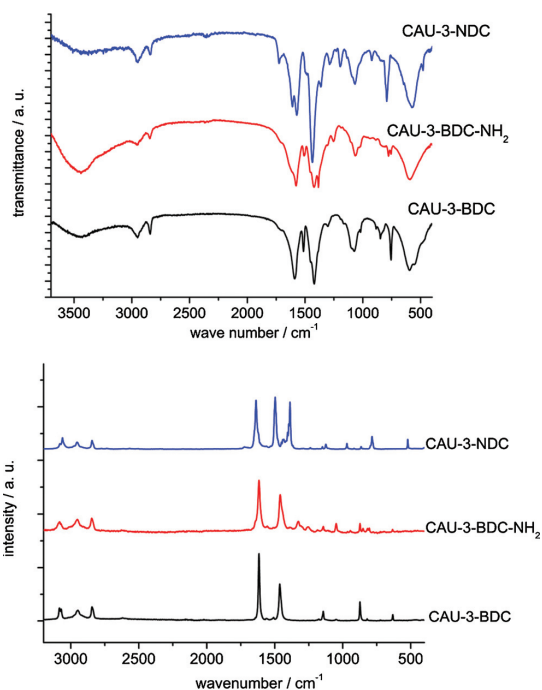 CAU-3-NDC
CAU-3-BDC-NH₂
CAU-3-BDC
transmittance / a. u.
3500 3000 2500 2000 1500 1000 500
wave number / cm⁻¹
CAU-3-NDC
CAU-3-BDC-NH₂
CAU-3-BDC
intensity / a. u.
3000 2500 2000 1500 1000 500
wavenumber / cm⁻¹